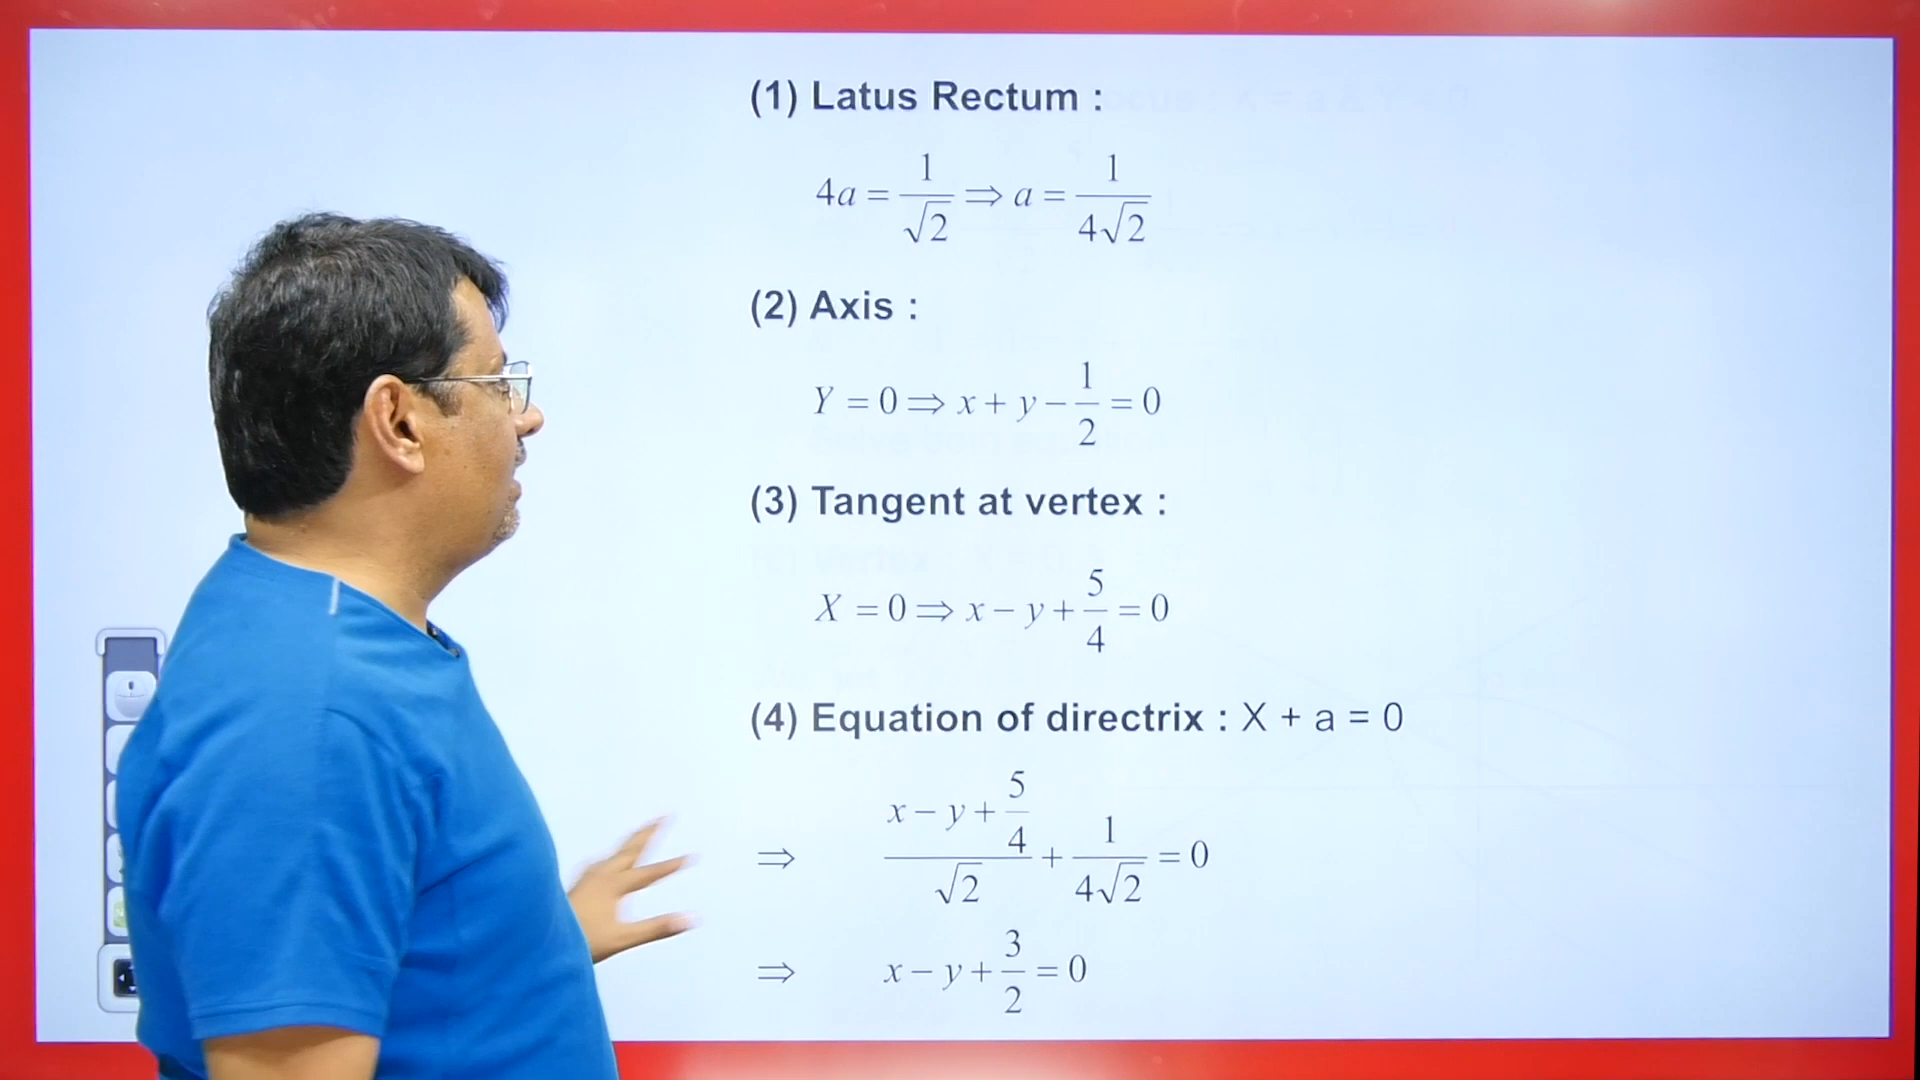 (1) Latus Rectum :
4a = 1/√2 ⇒ a = 1/4√2
(2) Axis :
Y = 0 ⇒ x + y − 1/2 = 0
(3) Tangent at vertex :
X = 0 ⇒ x − y + 5/4 = 0
(4) Equation of directrix : X + a = 0
⇒ (x − y + 5/4)/√2 + 1/4√2 = 0
⇒ x − y + 3/2 = 0